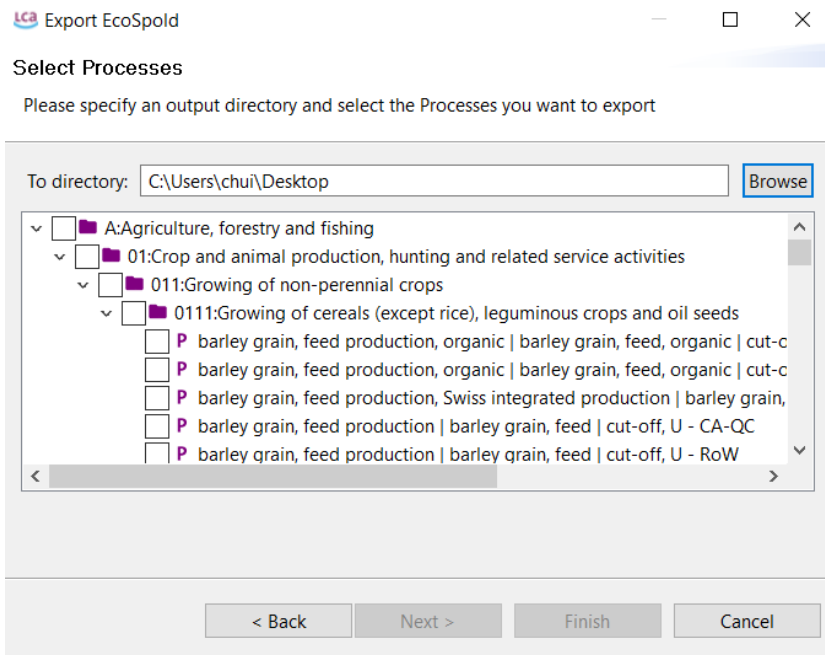 LCA Export EcoSpold
Select Processes
Please specify an output directory and select the Processes you want to export
To directory: C:\Users\chui\Desktop Browse
A:Agriculture, forestry and fishing
01:Crop and animal production, hunting and related service activities
011:Growing of non-perennial crops
0111:Growing of cereals (except rice), leguminous crops and oil seeds
P barley grain, feed production, organic | barley grain, feed, organic | cut-c
P barley grain, feed production, organic | barley grain, feed, organic | cut-c
P barley grain, feed production, Swiss integrated production | barley grain,
P barley grain, feed production | barley grain, feed | cut-off, U - CA-QC
P barley grain, feed production | barley grain, feed | cut-off, U - RoW
< Back Next > Finish Cancel